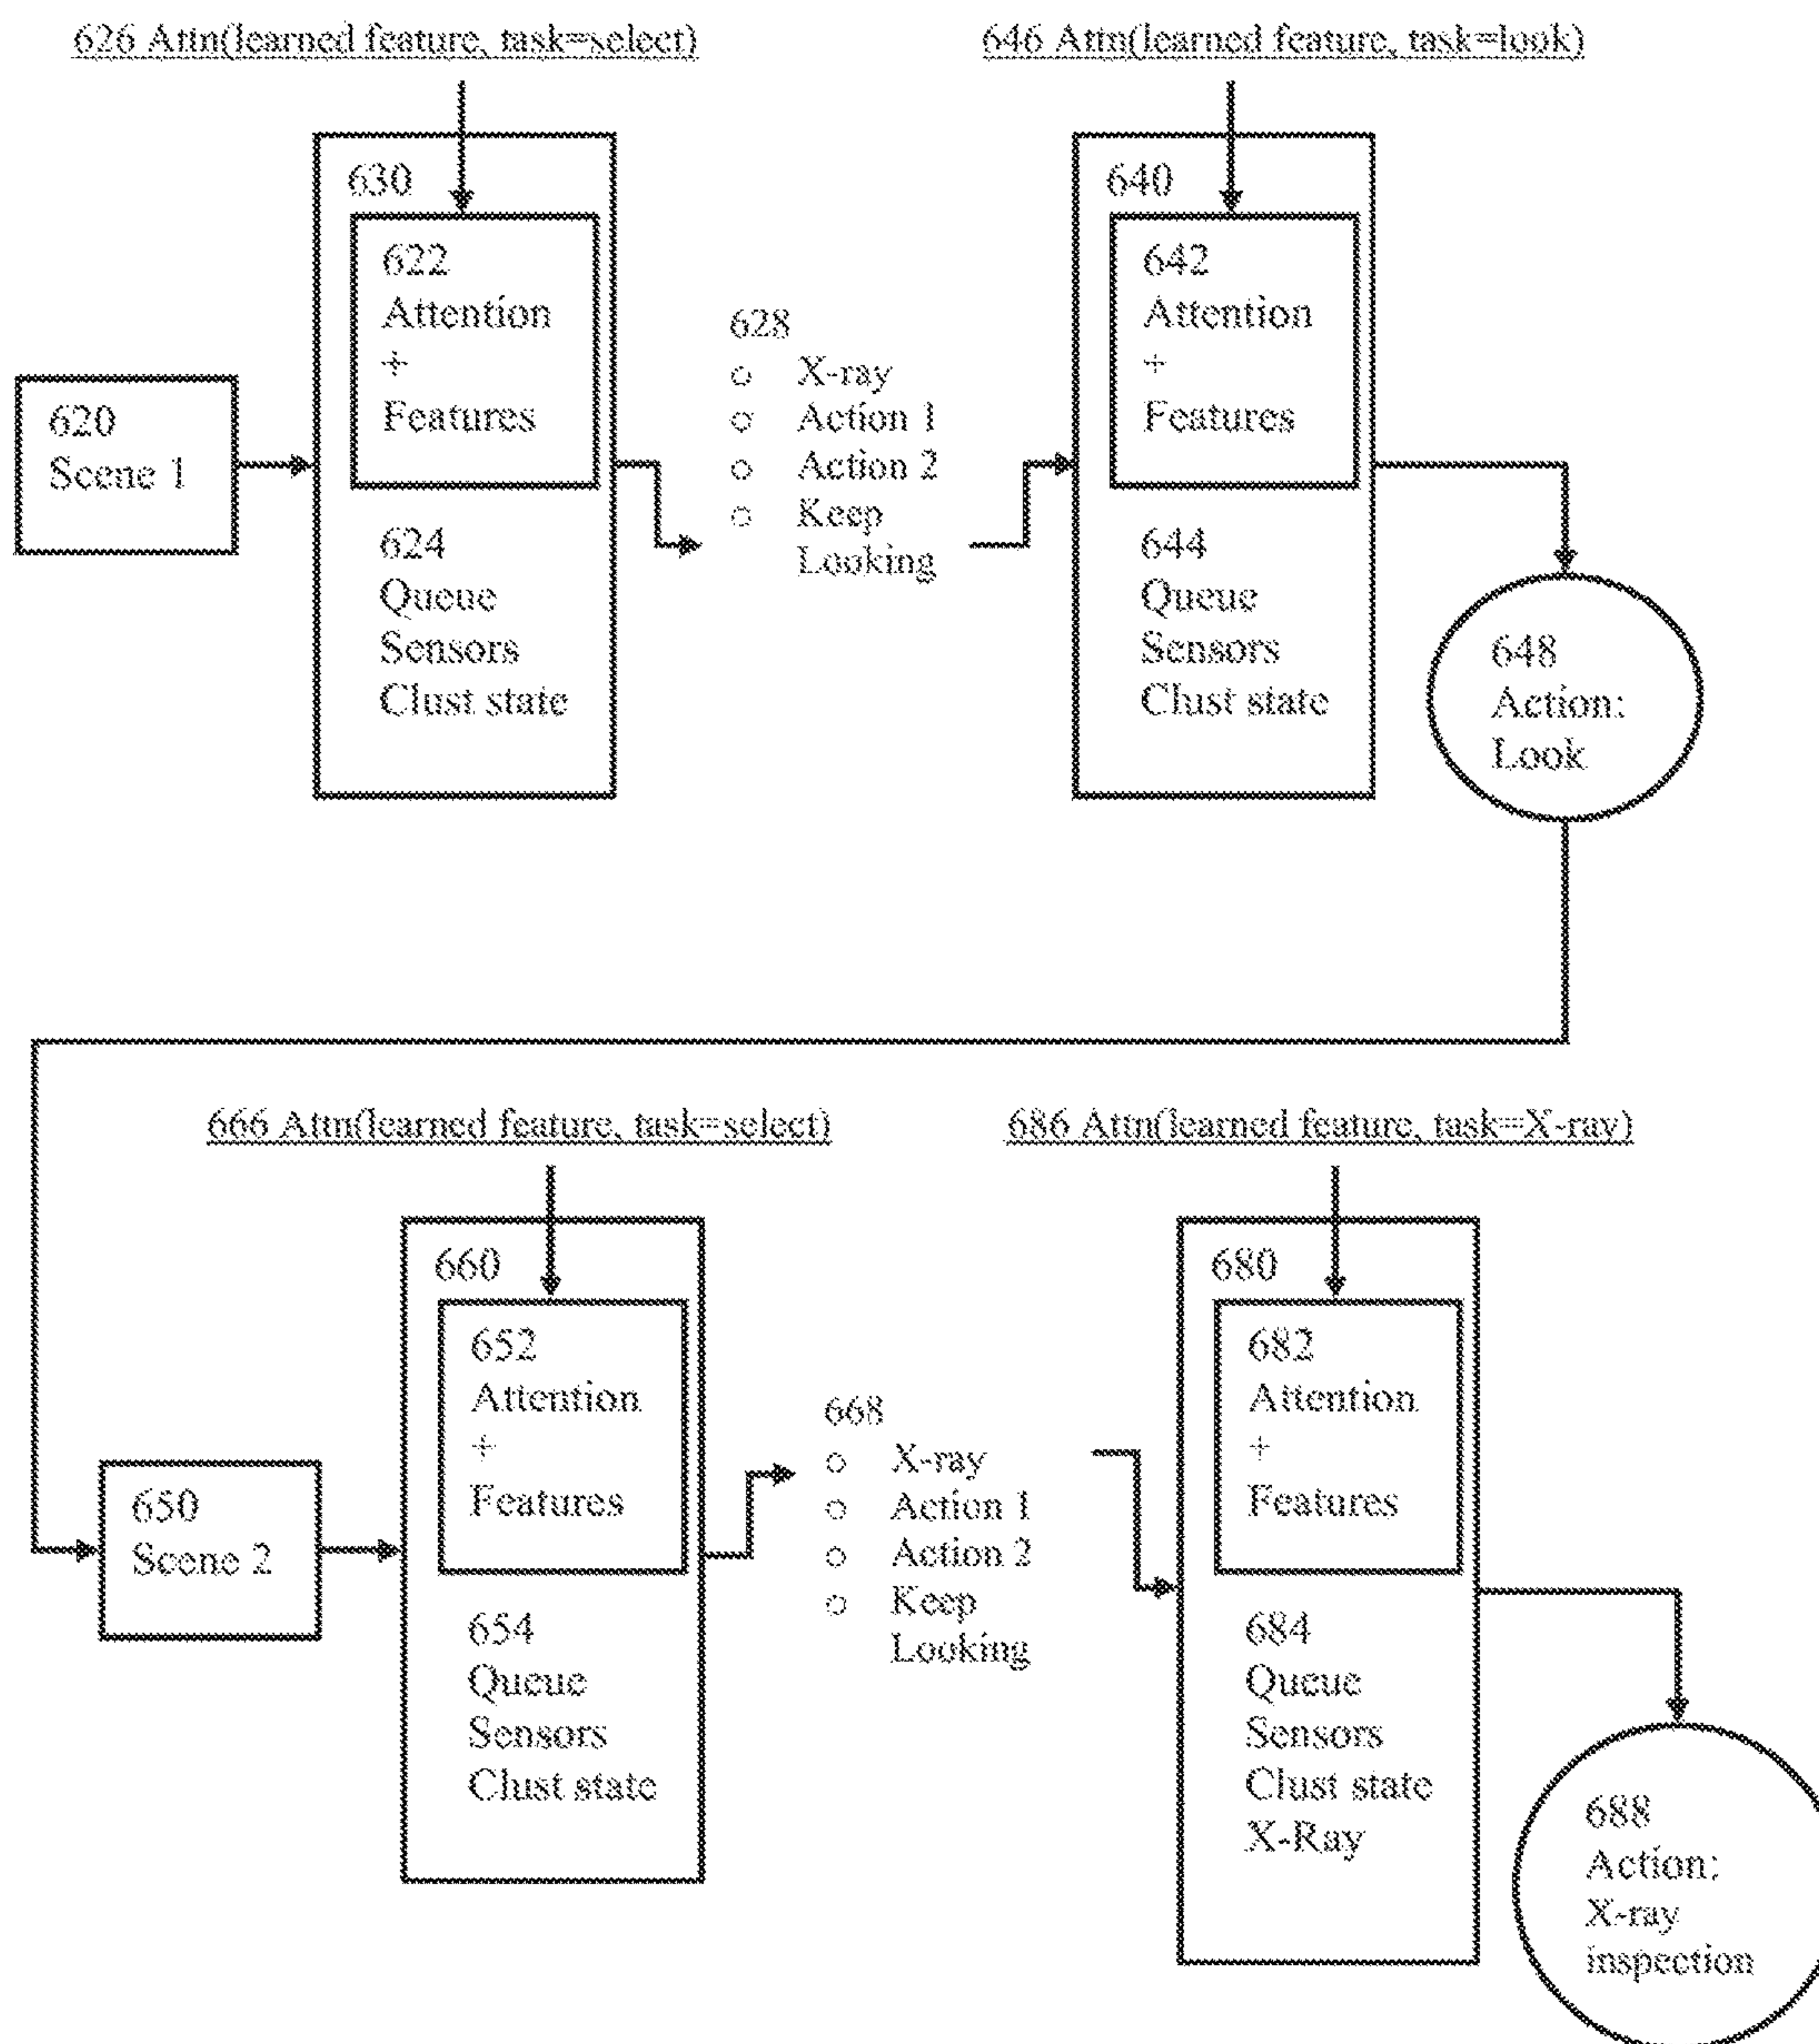 626 Attn(learned feature, task=select)
646 Attn(learned feature, task=look)
630
622
Attention
+
Features
624
Queue
Sensors
Clust state
620
Scene 1
628
○ X-ray
○ Action 1
○ Action 2
○ Keep
Looking
640
642
Attention
+
Features
644
Queue
Sensors
Clust state
648
Action:
Look
666 Attn(learned feature, task=select)
686 Attn(learned feature, task=X-ray)
650
Scene 2
660
652
Attention
+
Features
654
Queue
Sensors
Clust state
668
○ X-ray
○ Action 1
○ Action 2
○ Keep
Looking
680
682
Attention
+
Features
684
Queue
Sensors
Clust state
X-Ray
688
Action:
X-ray
inspection